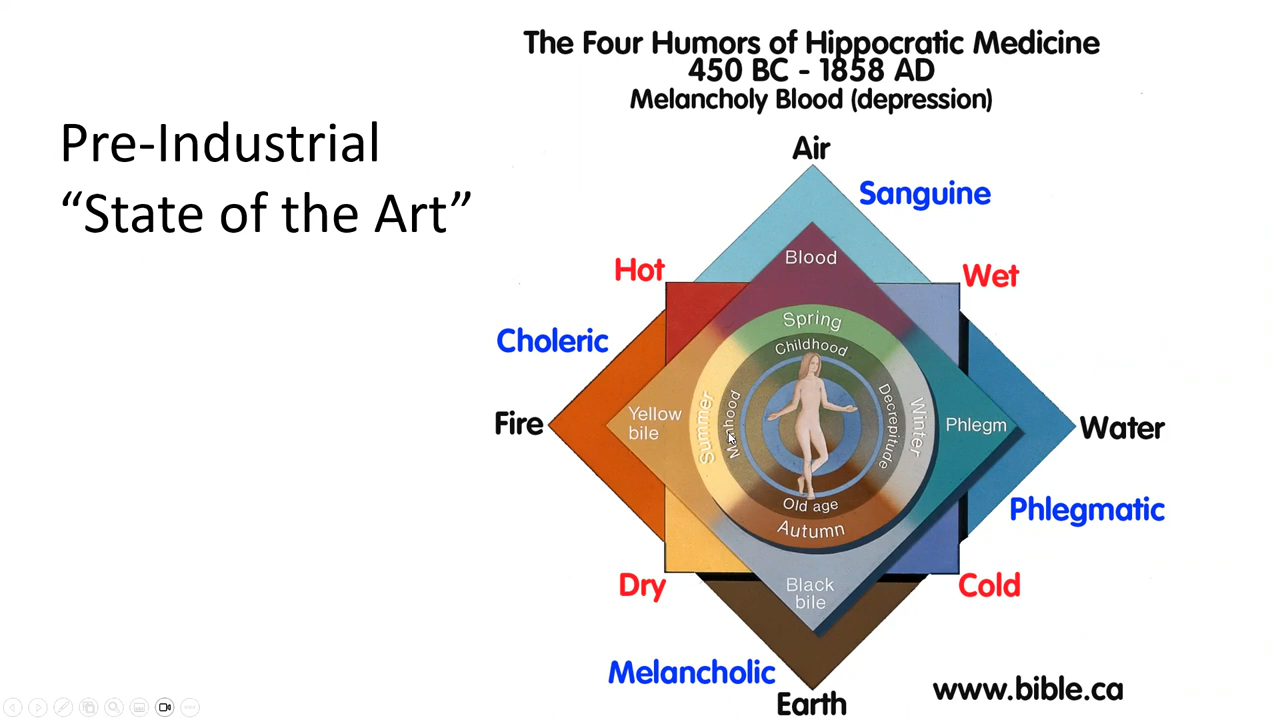 The Four Humors of Hippocratic Medicine
450 BC - 1858 AD
Melancholy Blood (depression)
Pre-Industrial
“State of the Art”
Air
Sanguine
Blood
Hot
Wet
Spring
Choleric
Childhood
Fire
Yellow
bile
Summer
Manhood
Decrepitude
Winter
Phlegm
Water
Old age
Phlegmatic
Autumn
Dry
Black
bile
Cold
Melancholic
Earth
www.bible.ca